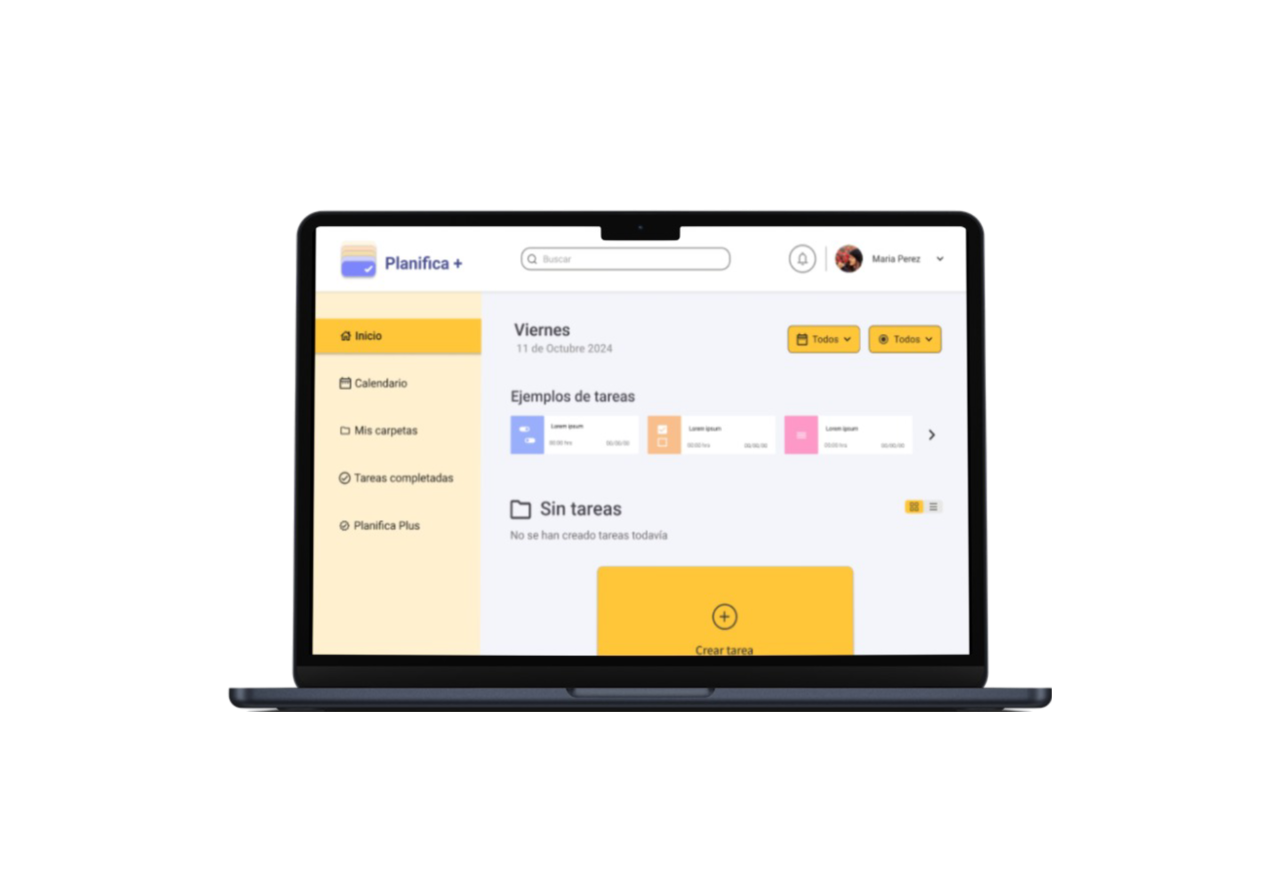 Planifica +
Buscar
Maria Perez
Inicio
Calendario
Mis carpetas
Tareas completadas
Planifica Plus
Viernes
11 de Octubre 2024
Todos
Todos
Ejemplos de tareas
Lorem ipsum
00:00 hrs 00/00/00
Lorem ipsum
00:00 hrs 00/00/00
Lorem ipsum
00:00 hrs 00/00/00
Sin tareas
No se han creado tareas todavía
Crear tarea